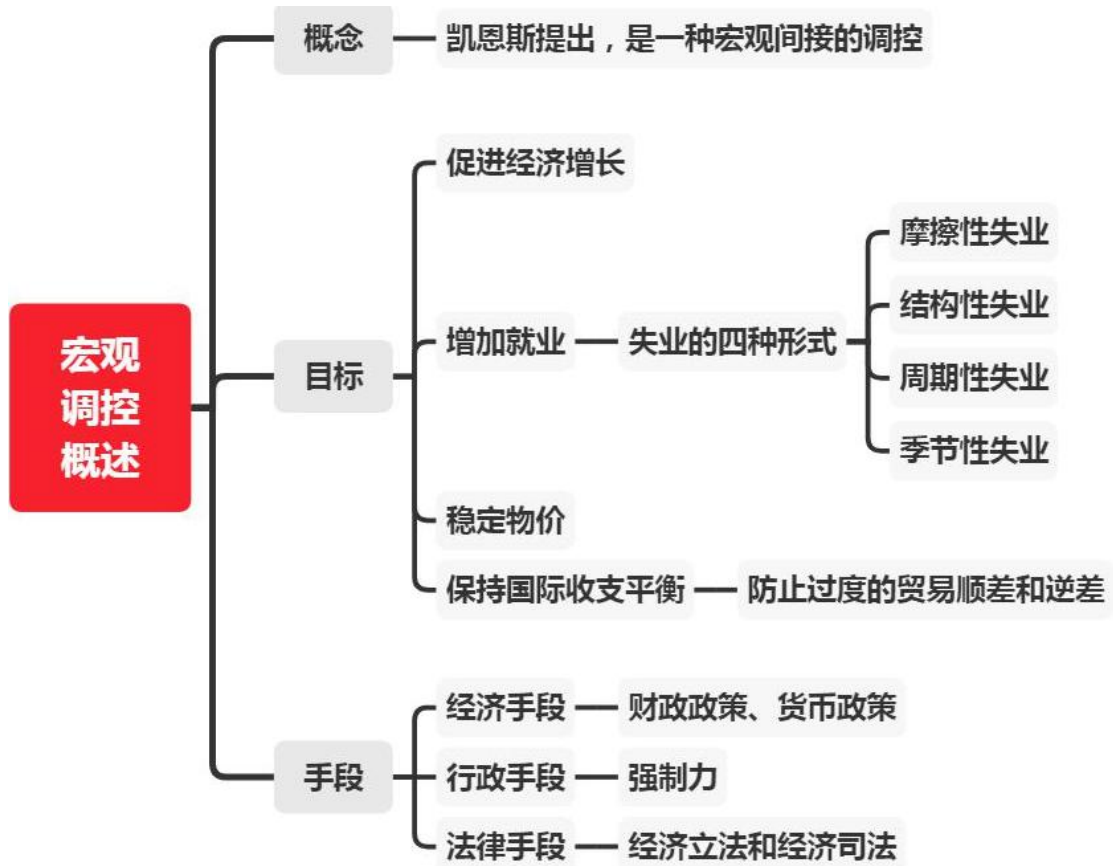 宏观
调控
概述
概念
凯恩斯提出，是一种宏观间接的调控
目标
促进经济增长
增加就业
失业的四种形式
摩擦性失业
结构性失业
周期性失业
季节性失业
稳定物价
保持国际收支平衡
防止过度的贸易顺差和逆差
手段
经济手段
财政政策、货币政策
行政手段
强制力
法律手段
经济立法和经济司法